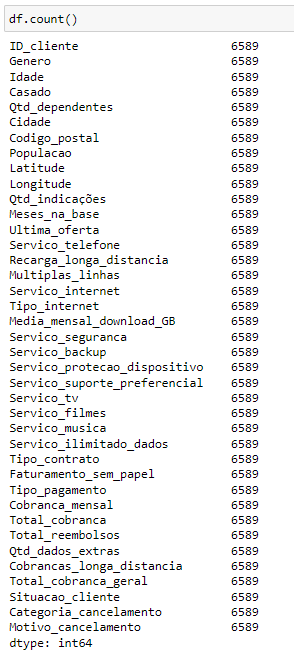 df.count()
ID_cliente 6589
Genero 6589
Idade 6589
Casado 6589
Qtd_dependentes 6589
Cidade 6589
Codigo_postal 6589
Populacao 6589
Latitude 6589
Longitude 6589
Qtd_indicações 6589
Meses_na_base 6589
Ultima_oferta 6589
Servico_telefone 6589
Recarga_longa_distancia 6589
Multiplas_linhas 6589
Servico_internet 6589
Tipo_internet 6589
Media_mensal_download_GB 6589
Servico_seguranca 6589
Servico_backup 6589
Servico_protecao_dispositivo 6589
Servico_suporte_preferencial 6589
Servico_tv 6589
Servico_filmes 6589
Servico_musica 6589
Servico_ilimitado_dados 6589
Tipo_contrato 6589
Faturamento_sem_papel 6589
Tipo_pagamento 6589
Cobranca_mensal 6589
Total_cobranca 6589
Total_reembolsos 6589
Qtd_dados_extras 6589
Cobrancas_longa_distancia 6589
Total_cobranca_geral 6589
Situacao_cliente 6589
Categoria_cancelamento 6589
Motivo_cancelamento 6589
dtype: int64